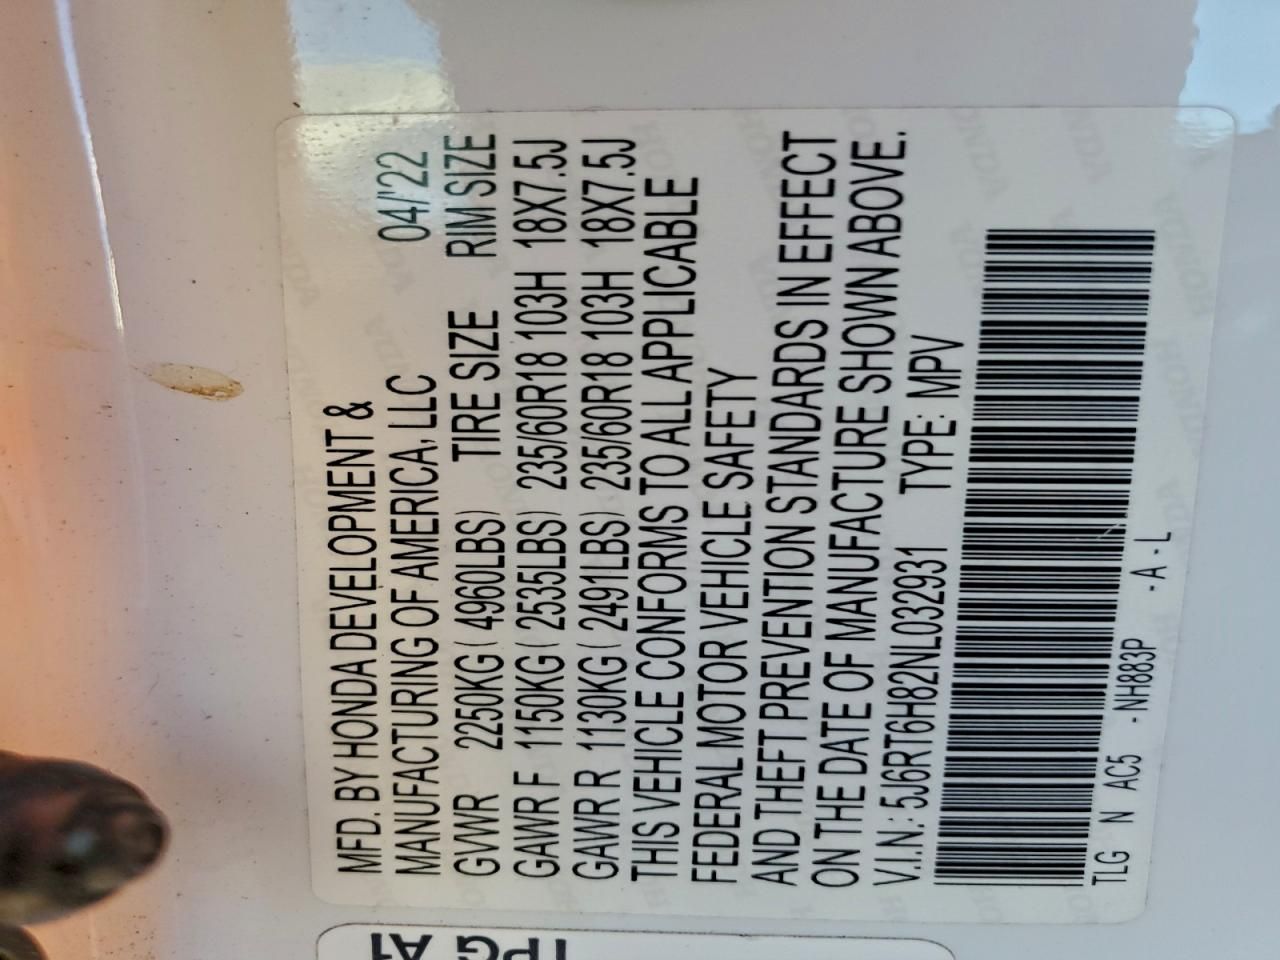 MFD. BY HONDA DEVELOPMENT &
MANUFACTURING OF AMERICA, LLC 04/'22
GVWR 2250KG ( 4960LBS) TIRE SIZE RIM SIZE
GAWR F 1150KG ( 2535LBS) 235/60R18 103H 18X7.5J
GAWR R 1130KG ( 2491LBS) 235/60R18 103H 18X7.5J
THIS VEHICLE CONFORMS TO ALL APPLICABLE
FEDERAL MOTOR VEHICLE SAFETY
AND THEFT PREVENTION STANDARDS IN EFFECT
ON THE DATE OF MANUFACTURE SHOWN ABOVE.
V.I.N.: 5J6RT6H82NL032931 TYPE: MPV
TLG N AC5 - NH883P - A - L
TPG A1